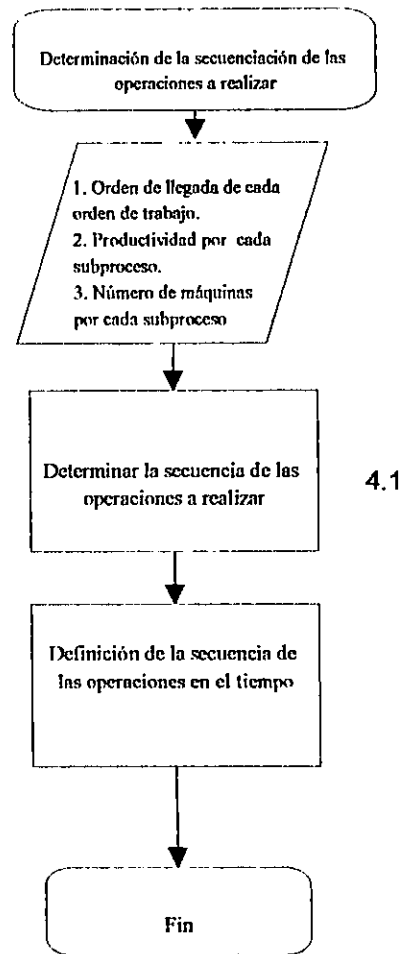 Determinación de la secuenciación de las
operaciones a realizar
1. Orden de llegada de cada
orden de trabajo.
2. Productividad por cada
subproceso.
3. Número de máquinas
por cada subproceso
Determinar la secuencia de las
operaciones a realizar
4.1
Definición de la secuencia de
las operaciones en el tiempo
Fin